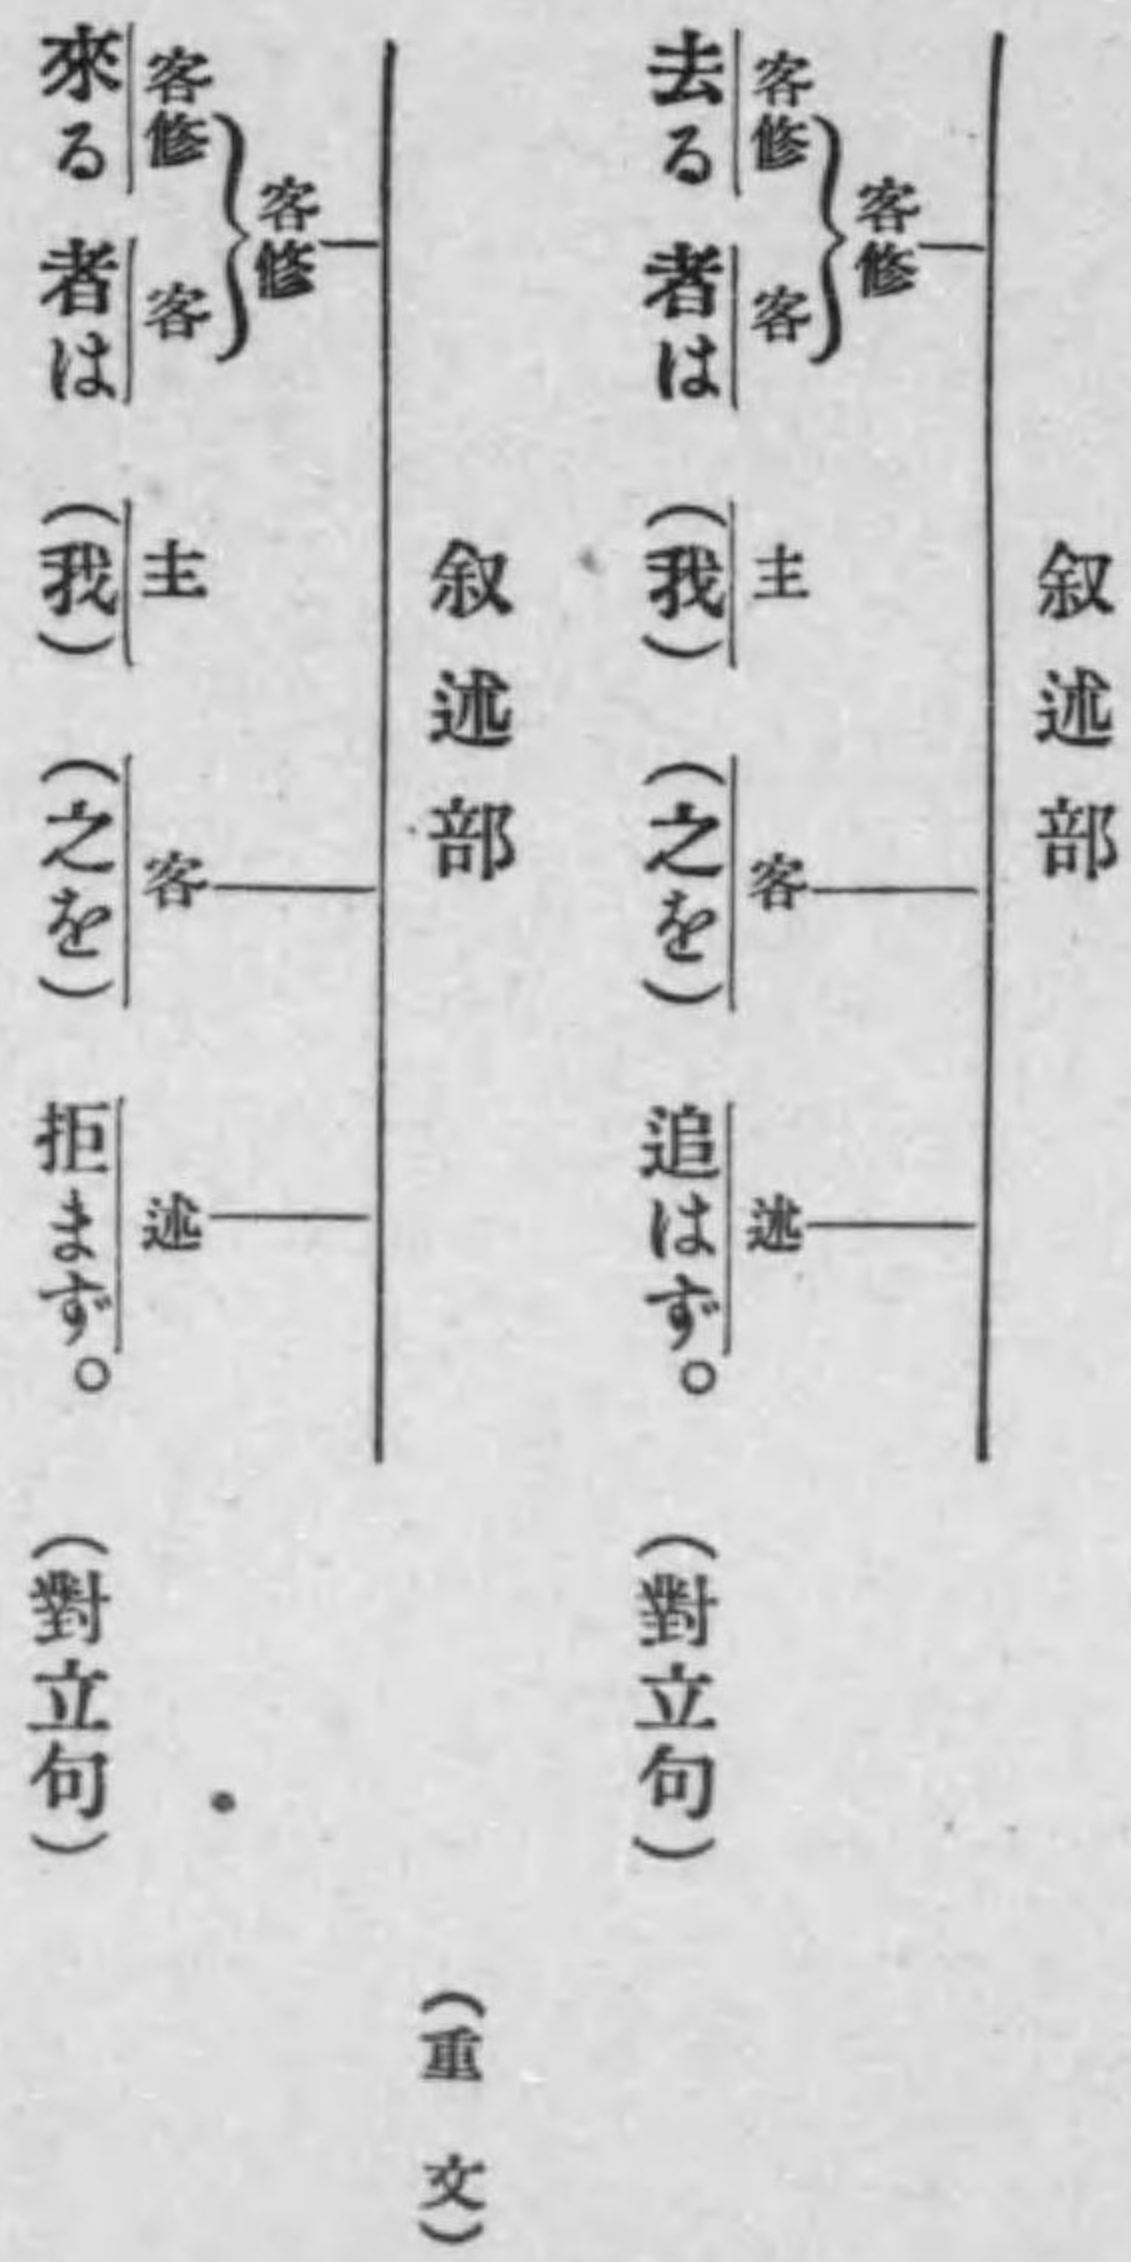 叙述部
客修
客修 客 主 客 述
去る 者は (我) (之を) 追はず。 (對立句)
叙述部
(重文)
客修
客修 客 主 客 述
來る 者は (我) (之を) 拒まず。 (對立句)